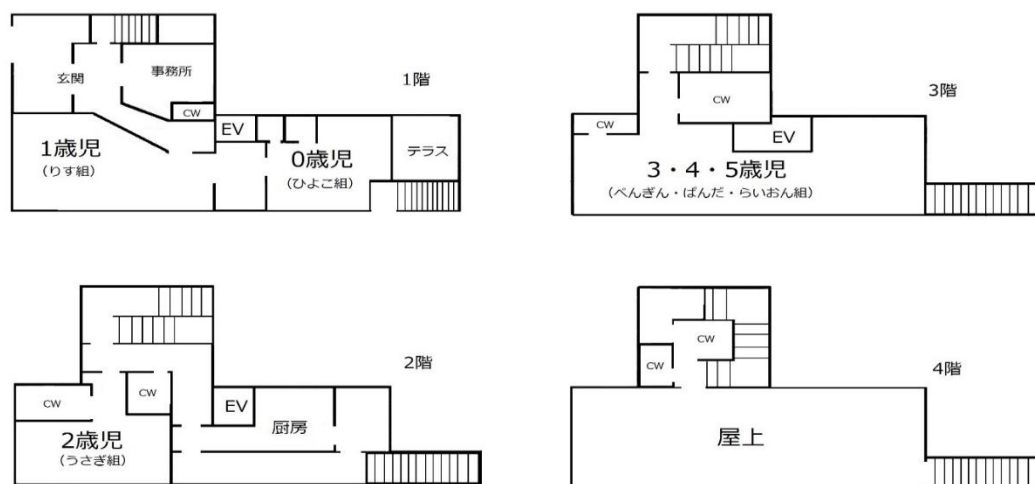 玄関
事務所
1階
CW
EV
1歳児
(りす組)
0歳児
(ひよこ組)
テラス
CW
3階
CW
EV
3・4・5歳児
(ぺんぎん・ぱんだ・らいおん組)
2階
CW
CW
EV
厨房
2歳児
(うさぎ組)
CW
CW
4階
屋上